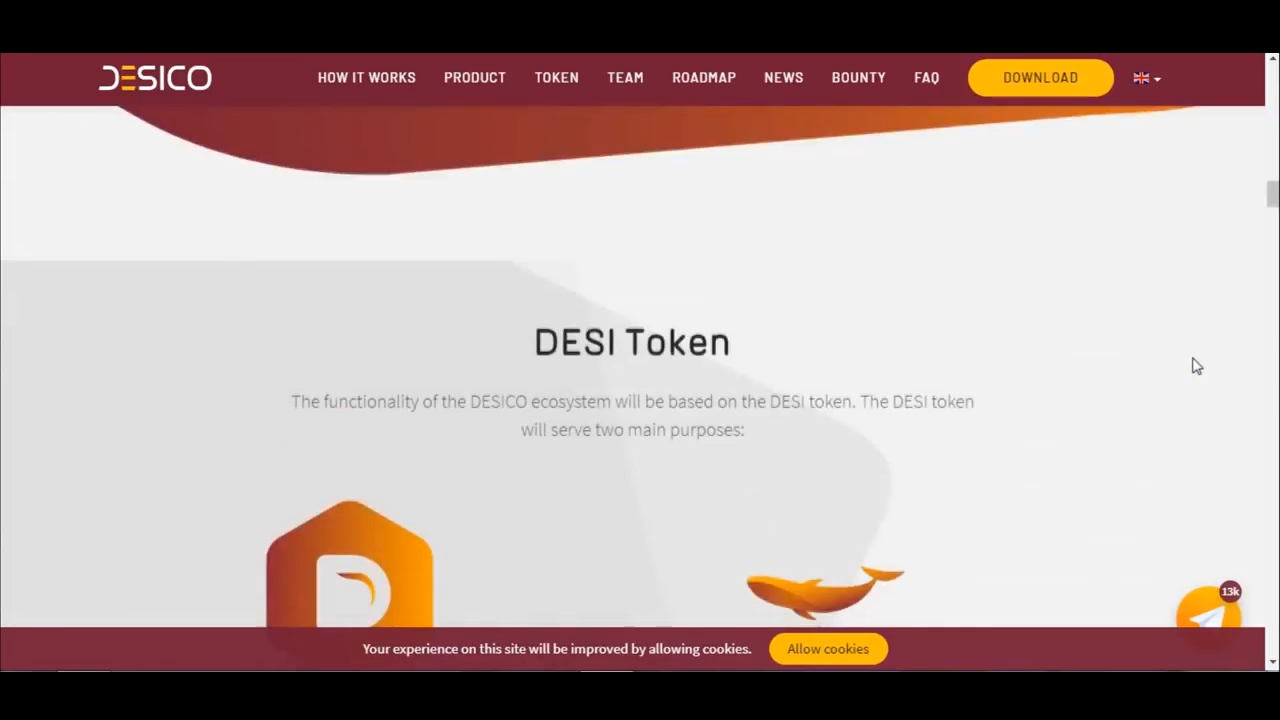 DESICO
HOW IT WORKS PRODUCT TOKEN TEAM ROADMAP NEWS BOUNTY FAQ DOWNLOAD
DESI Token
The functionality of the DESICO ecosystem will be based on the DESI token. The DESI token
will serve two main purposes:
D
13k
Your experience on this site will be improved by allowing cookies. Allow cookies